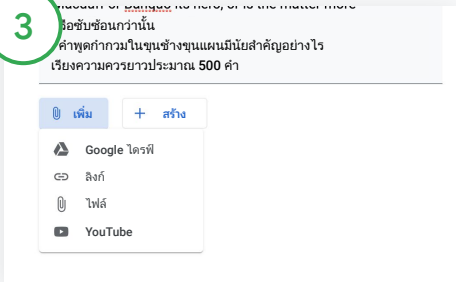 3
Macbeth or Banquo its hero, or is the matter more
ซับซ้อนกว่านั้น
คำพูดกำกวมในขุนช้างขุนแผนมีนัยสำคัญอย่างไร
เรียงความควรยาวประมาณ 500 คำ
เพิ่ม + สร้าง
Google ไดรฟ์
ลิงก์
ไฟล์
YouTube